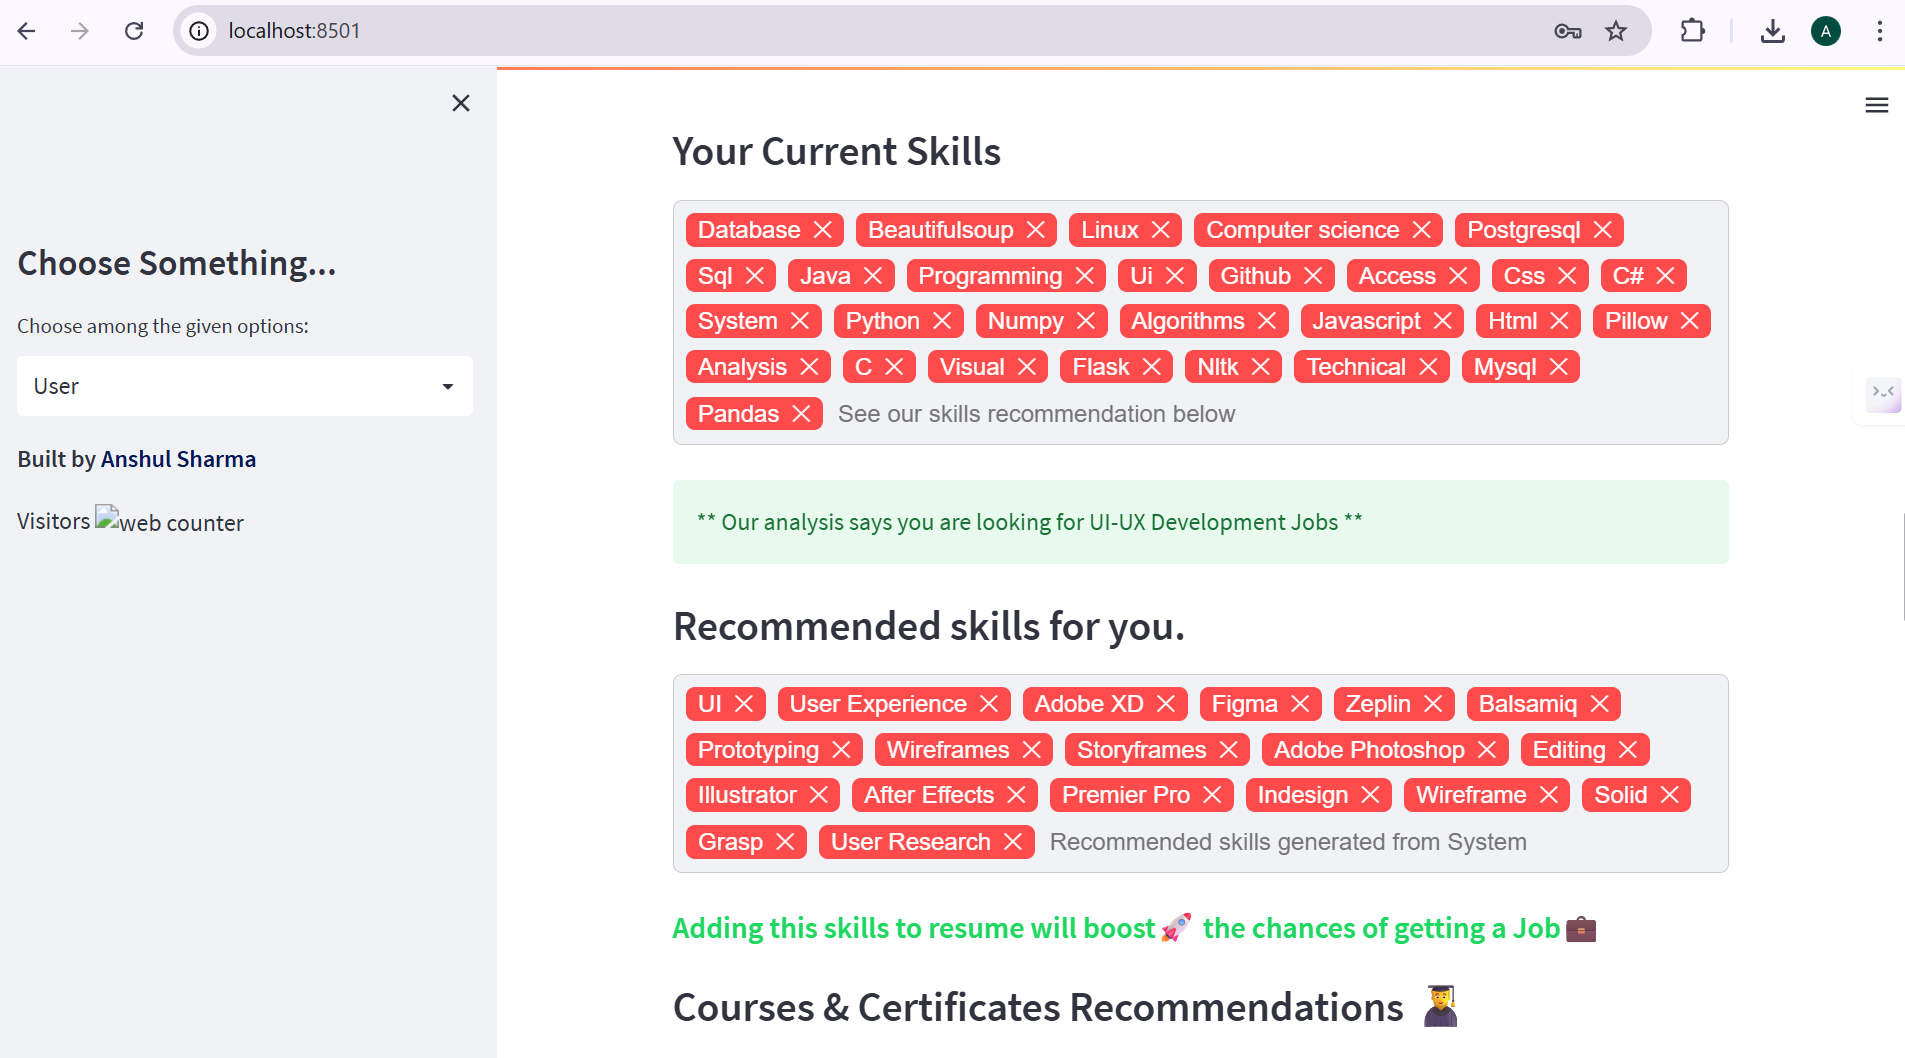 localhost:8501
A
Choose Something...
Choose among the given options:
User
Built by Anshul Sharma
Visitors web counter
Your Current Skills
Database Beautifulsoup Linux Computer science Postgresql
Sql Java Programming Ui Github Access Css C#
System Python Numpy Algorithms Javascript Html Pillow
Analysis C Visual Flask Nltk Technical Mysql
Pandas See our skills recommendation below
** Our analysis says you are looking for UI-UX Development Jobs **
Recommended skills for you.
UI User Experience Adobe XD Figma Zeplin Balsamiq
Prototyping Wireframes Storyframes Adobe Photoshop Editing
Illustrator After Effects Premier Pro Indesign Wireframe Solid
Grasp User Research Recommended skills generated from System
Adding this skills to resume will boost🚀 the chances of getting a Job💼
Courses & Certificates Recommendations 👨‍🎓